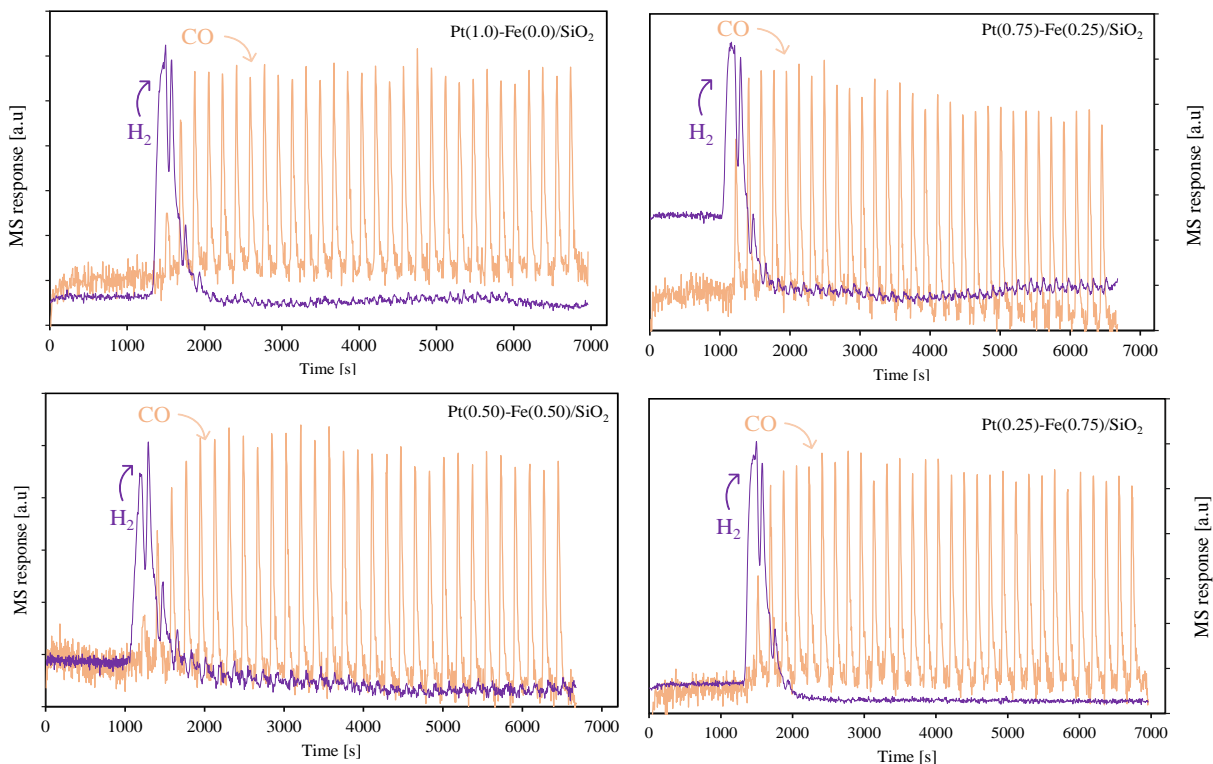 Pt(1.0)-Fe(0.0)/SiO₂
CO
H₂
MS response [a.u]
0 1000 2000 3000 4000 5000 6000 7000
Time [s]
Pt(0.75)-Fe(0.25)/SiO₂
CO
H₂
MS response [a.u]
0 1000 2000 3000 4000 5000 6000 7000
Time [s]
Pt(0.50)-Fe(0.50)/SiO₂
CO
H₂
MS response [a.u]
0 1000 2000 3000 4000 5000 6000 7000
Time [s]
Pt(0.25)-Fe(0.75)/SiO₂
CO
H₂
MS response [a.u]
0 1000 2000 3000 4000 5000 6000 7000
Time [s]